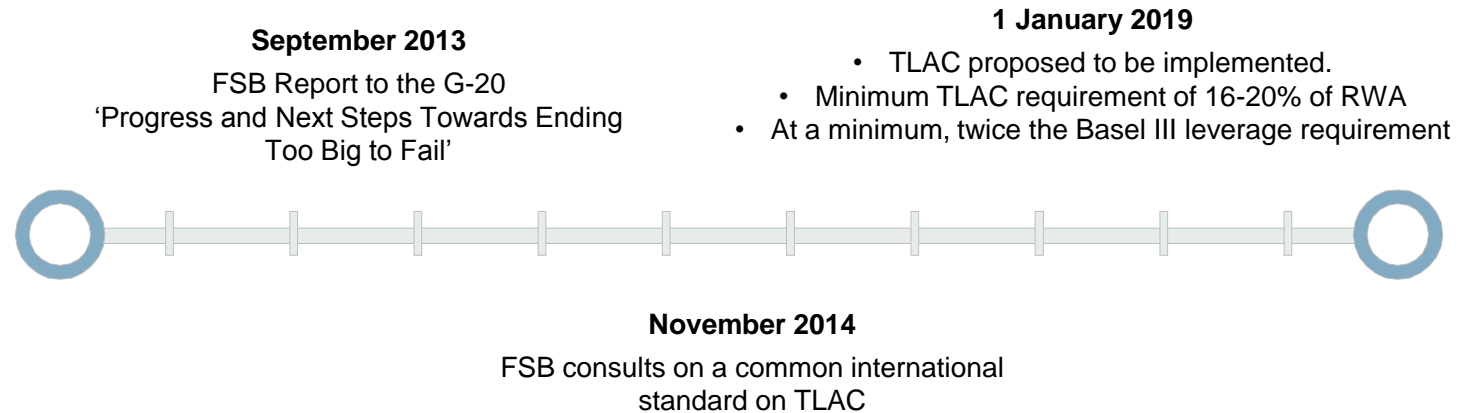 September 2013
FSB Report to the G-20
‘Progress and Next Steps Towards Ending
Too Big to Fail’
1 January 2019
• TLAC proposed to be implemented.
• Minimum TLAC requirement of 16-20% of RWA
• At a minimum, twice the Basel III leverage requirement
November 2014
FSB consults on a common international
standard on TLAC